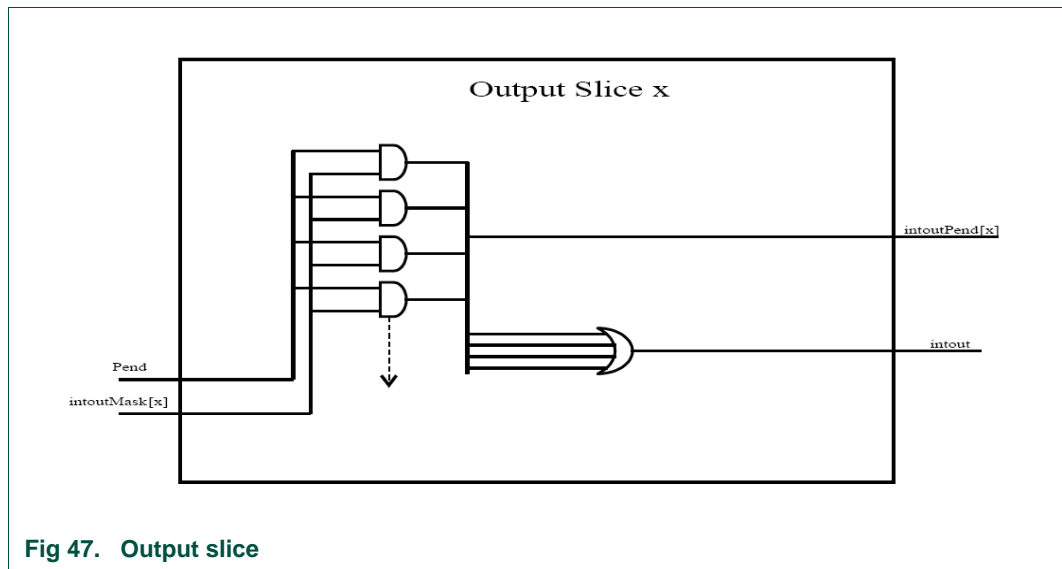 Output Slice x
intoutPend[x]
intout
Pend
intoutMask[x]
Fig 47. Output slice